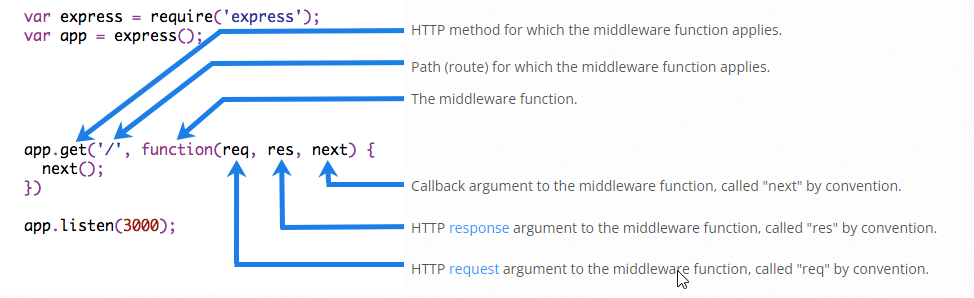 var express = require('express');
var app = express();
HTTP method for which the middleware function applies.
Path (route) for which the middleware function applies.
The middleware function.
app.get('/', function(req, res, next) {
next();
})
Callback argument to the middleware function, called "next" by convention.
app.listen(3000);
HTTP response argument to the middleware function, called "res" by convention.
HTTP request argument to the middleware function, called "req" by convention.